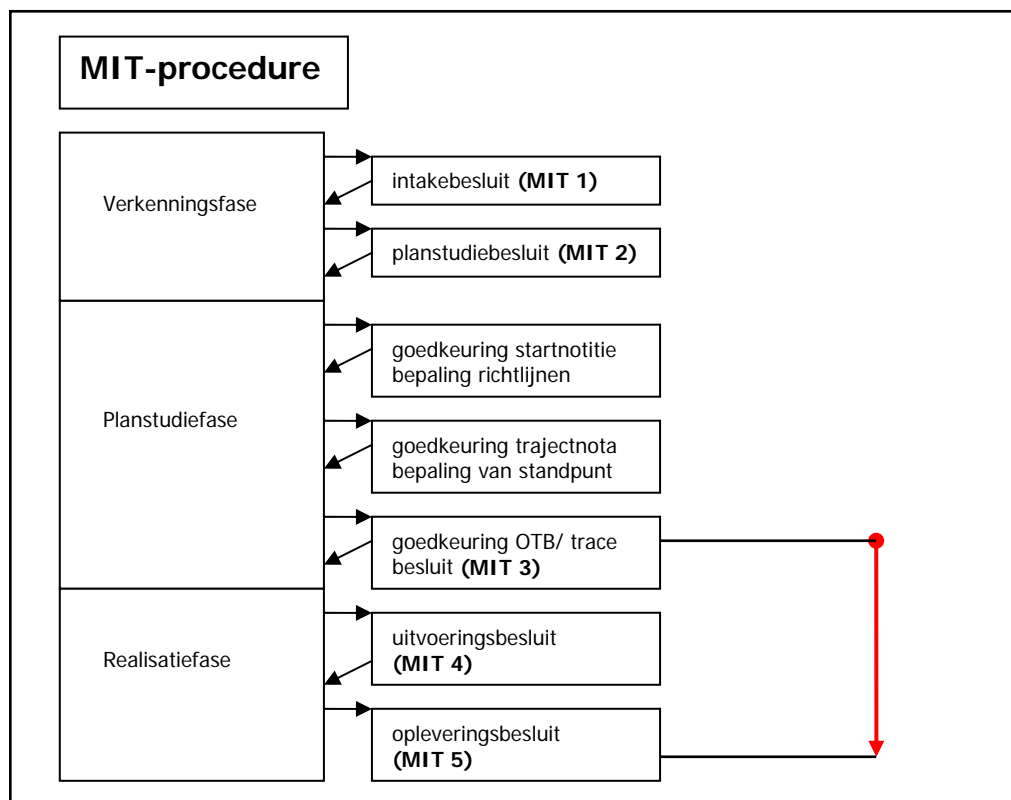 MIT-procedure
Verkenningsfase
intakebesluit (MIT 1)
planstudiebesluit (MIT 2)
Planstudiefase
goedkeuring startnotitie
bepaling richtlijnen
goedkeuring trajectnota
bepaling van standpunt
goedkeuring OTB/ trace
besluit (MIT 3)
Realisatiefase
uitvoeringsbesluit
(MIT 4)
opleveringsbesluit
(MIT 5)